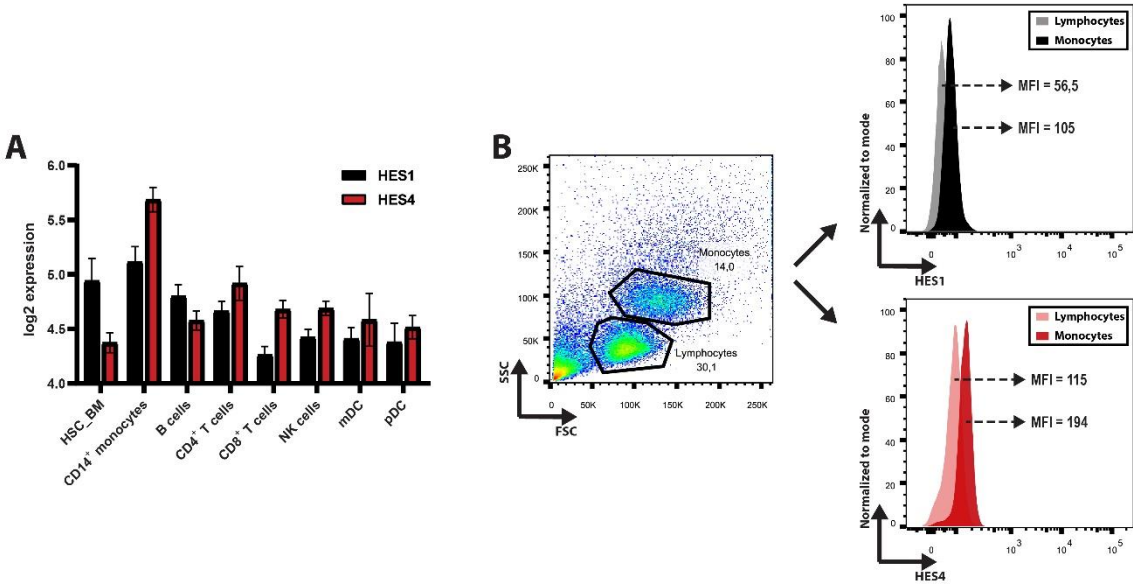 A
log2 expression
6.0
5.5
5.0
4.5
4.0
HES1
HES4
HSC_BM
CD14+ monocytes
B cells
CD4+ T cells
CD8+ T cells
NK cells
mDC
pDC
B
SSC
250K
200K
150K
100K
50K
0
Monocytes
14,0
Lymphocytes
30,1
0 50K 100K 150K 200K 250K
FSC
Normalized to mode
100
80
60
40
20
0
Lymphocytes
Monocytes
MFI = 56,5
MFI = 105
0 10³ 10⁴ 10⁵
HES1
Normalized to mode
100
80
60
40
20
0
Lymphocytes
Monocytes
MFI = 115
MFI = 194
0 10³ 10⁴ 10⁵
HES4